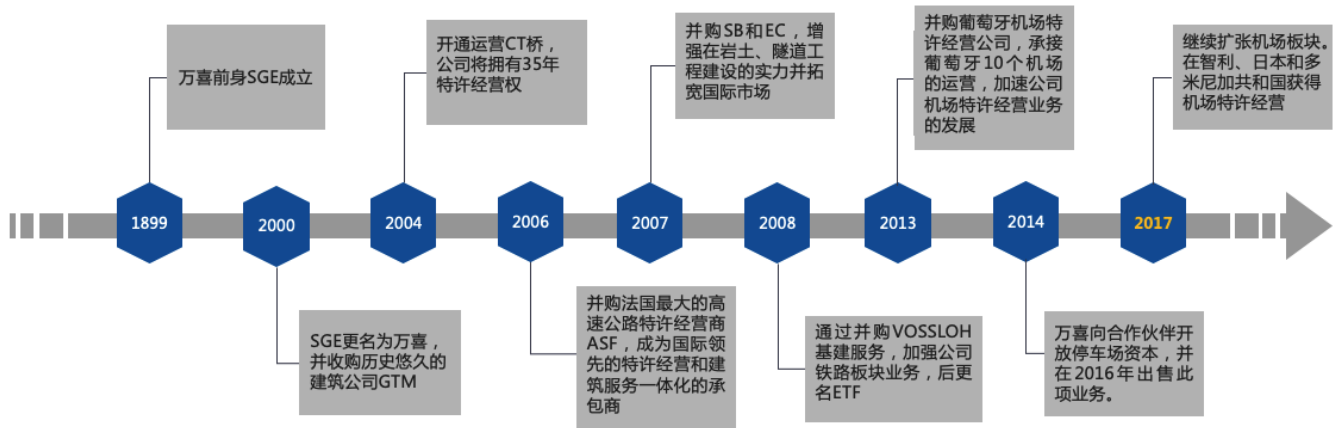 万喜前身SGE成立
开通运营CT桥，
公司将拥有35年
特许经营权
并购SB和EC，增
强在岩土、隧道工
程建设的实力并拓
宽国际市场
并购葡萄牙机场特
许经营公司，承接
葡萄牙10个机场
的运营，加速公司
机场特许经营业务
的发展
继续扩张机场板块。
在智利、日本和多
米尼加共和国获得
机场特许经营
1899
2000
2004
2006
2007
2008
2013
2014
2017
SGE更名为万喜，
并收购历史悠久的
建筑公司GTM
并购法国最大的高
速公路特许经营商
ASF，成为国际领
先的特许经营和建
筑服务一体化的承
包商
通过并购VOSSLOH
基建服务，加强公司
铁路板块业务，后更
名ETF
万喜向合作伙伴开
放停车场资本，并
在2016年出售此
项业务。